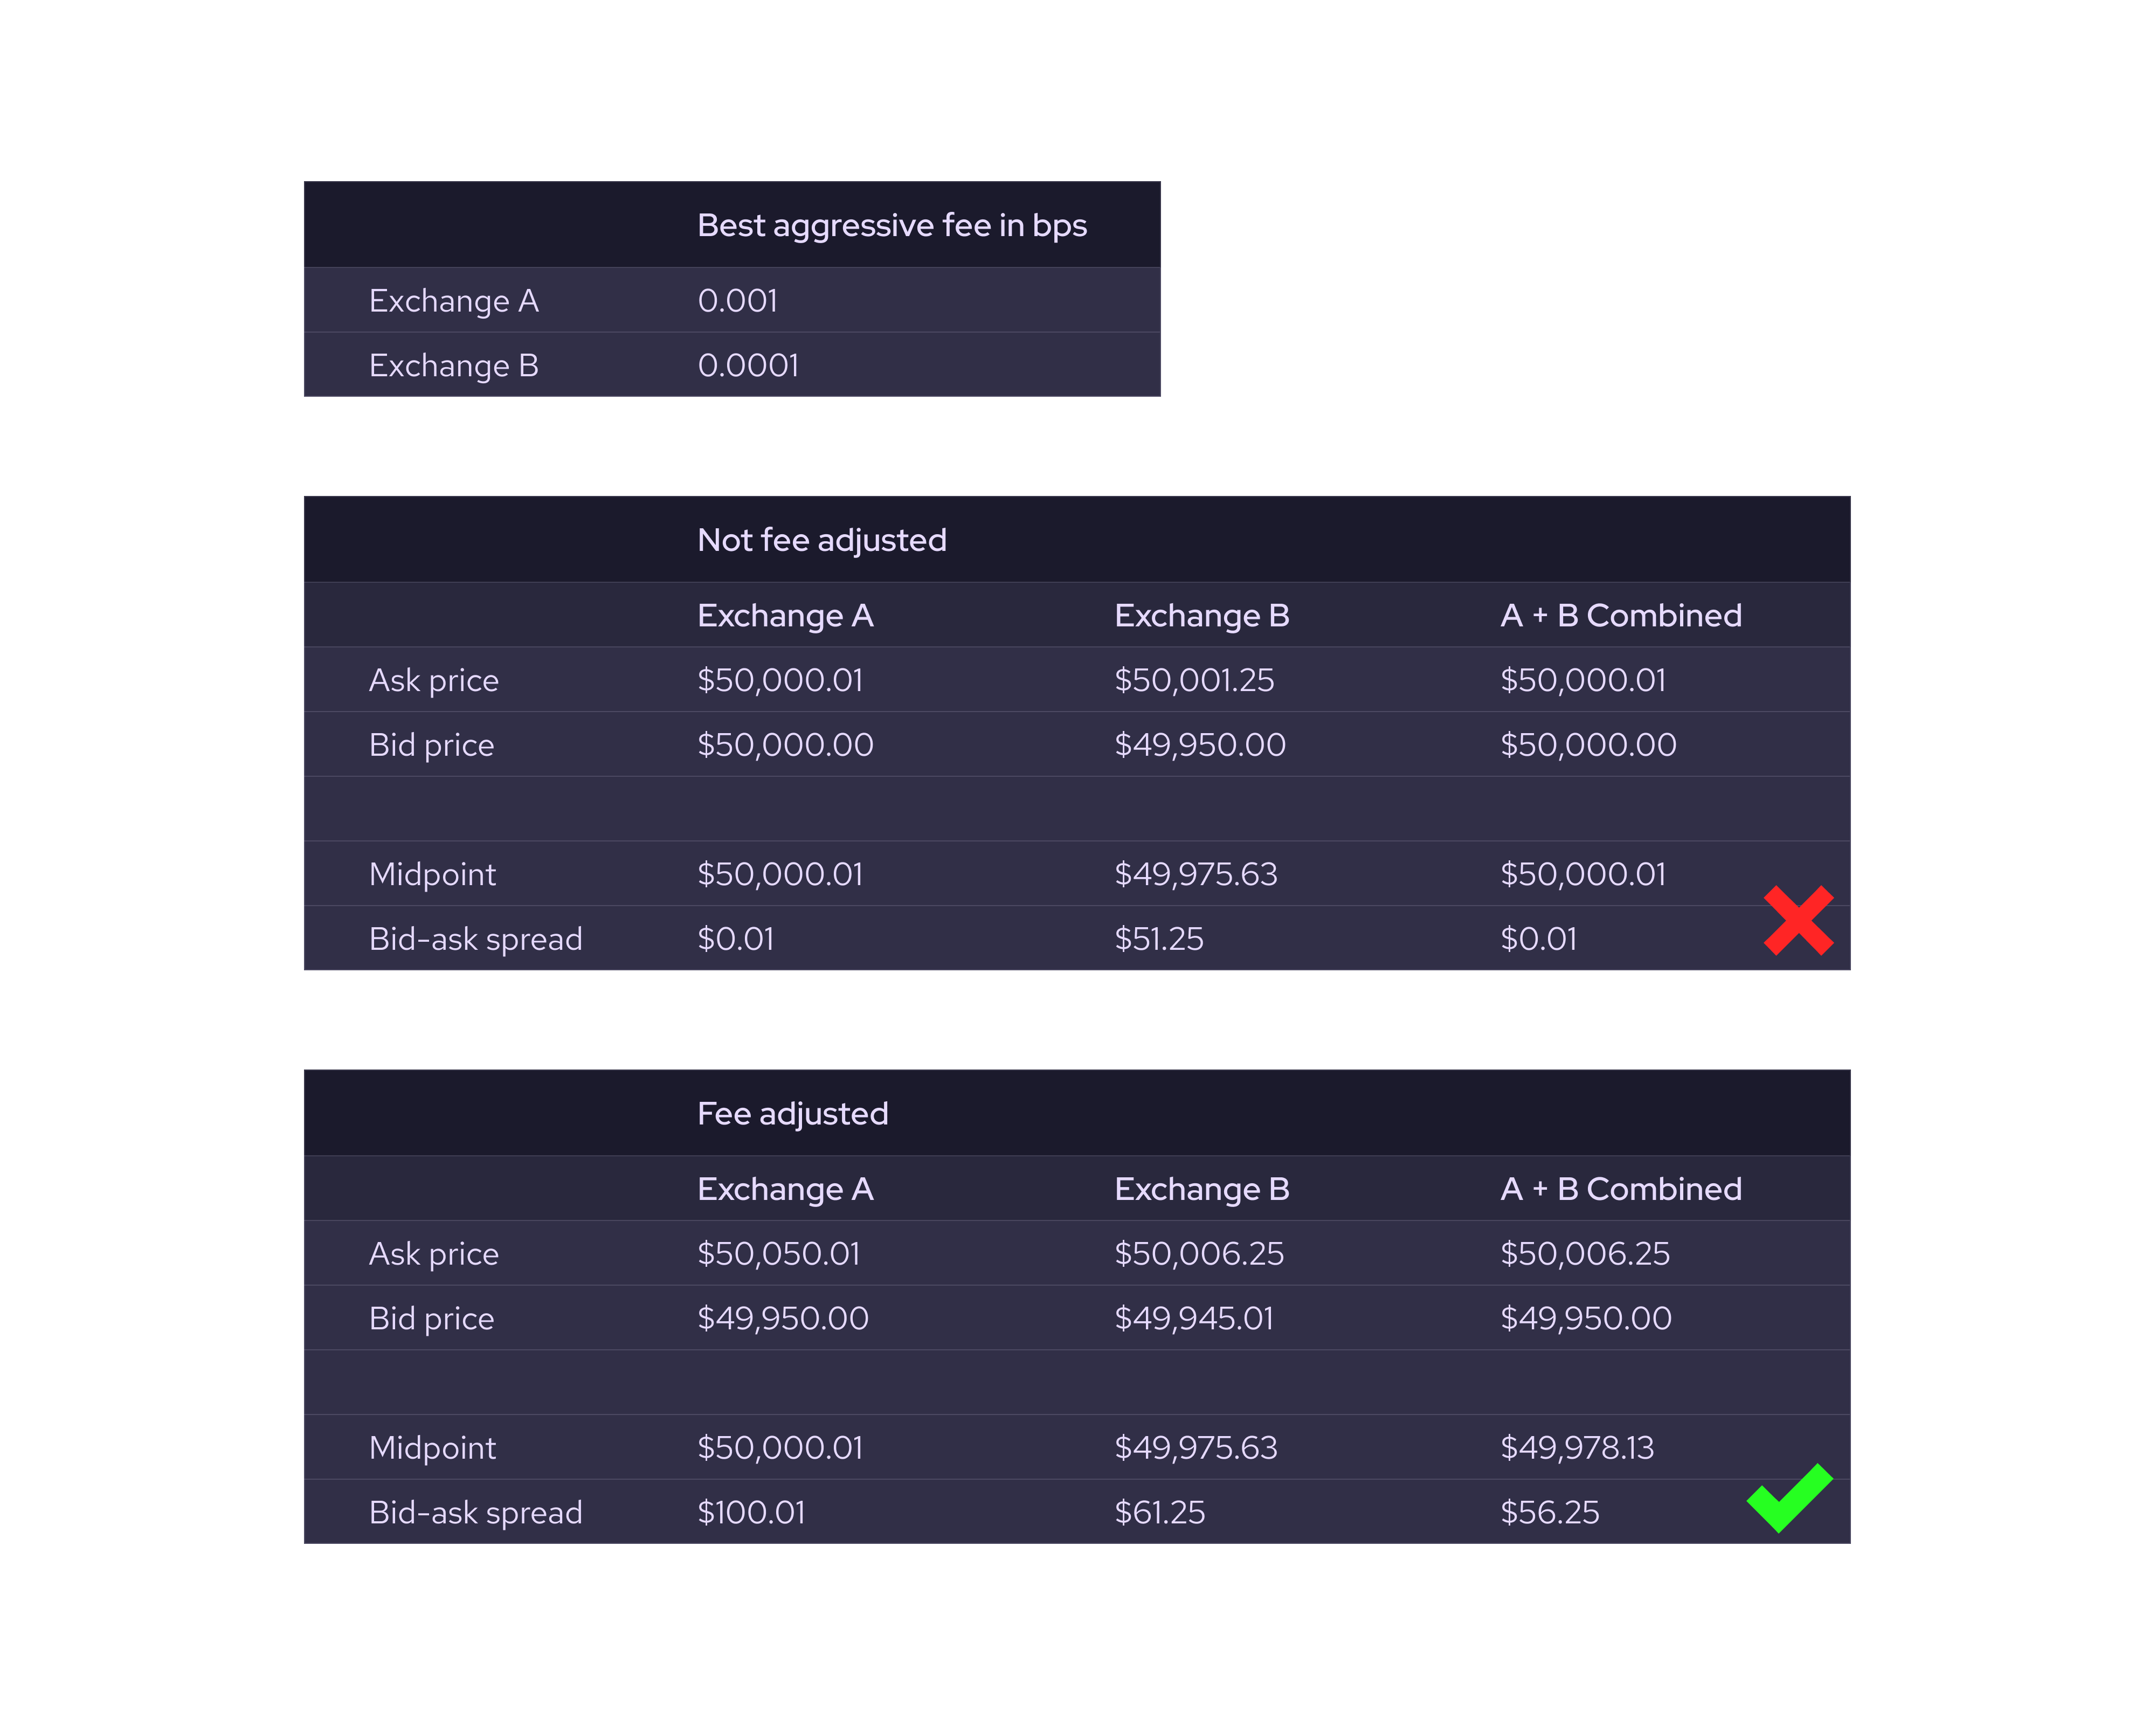 Best aggressive fee in bps
Exchange A 0.001
Exchange B 0.0001
Not fee adjusted
Exchange A Exchange B A + B Combined
Ask price $50,000.01 $50,001.25 $50,000.01
Bid price $50,000.00 $49,950.00 $50,000.00
Midpoint $50,000.01 $49,975.63 $50,000.01
Bid-ask spread $0.01 $51.25 $0.01
Fee adjusted
Exchange A Exchange B A + B Combined
Ask price $50,050.01 $50,006.25 $50,006.25
Bid price $49,950.00 $49,945.01 $49,950.00
Midpoint $50,000.01 $49,975.63 $49,978.13
Bid-ask spread $100.01 $61.25 $56.25